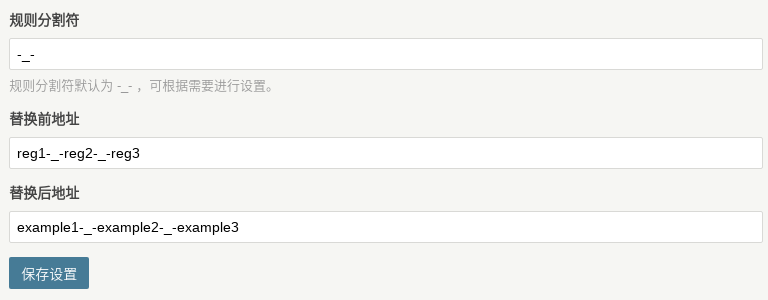 规则分割符
-_-
规则分割符默认为 -_- ，可根据需要进行设置。
替换前地址
reg1-_-reg2-_-reg3
替换后地址
example1-_-example2-_-example3
保存设置